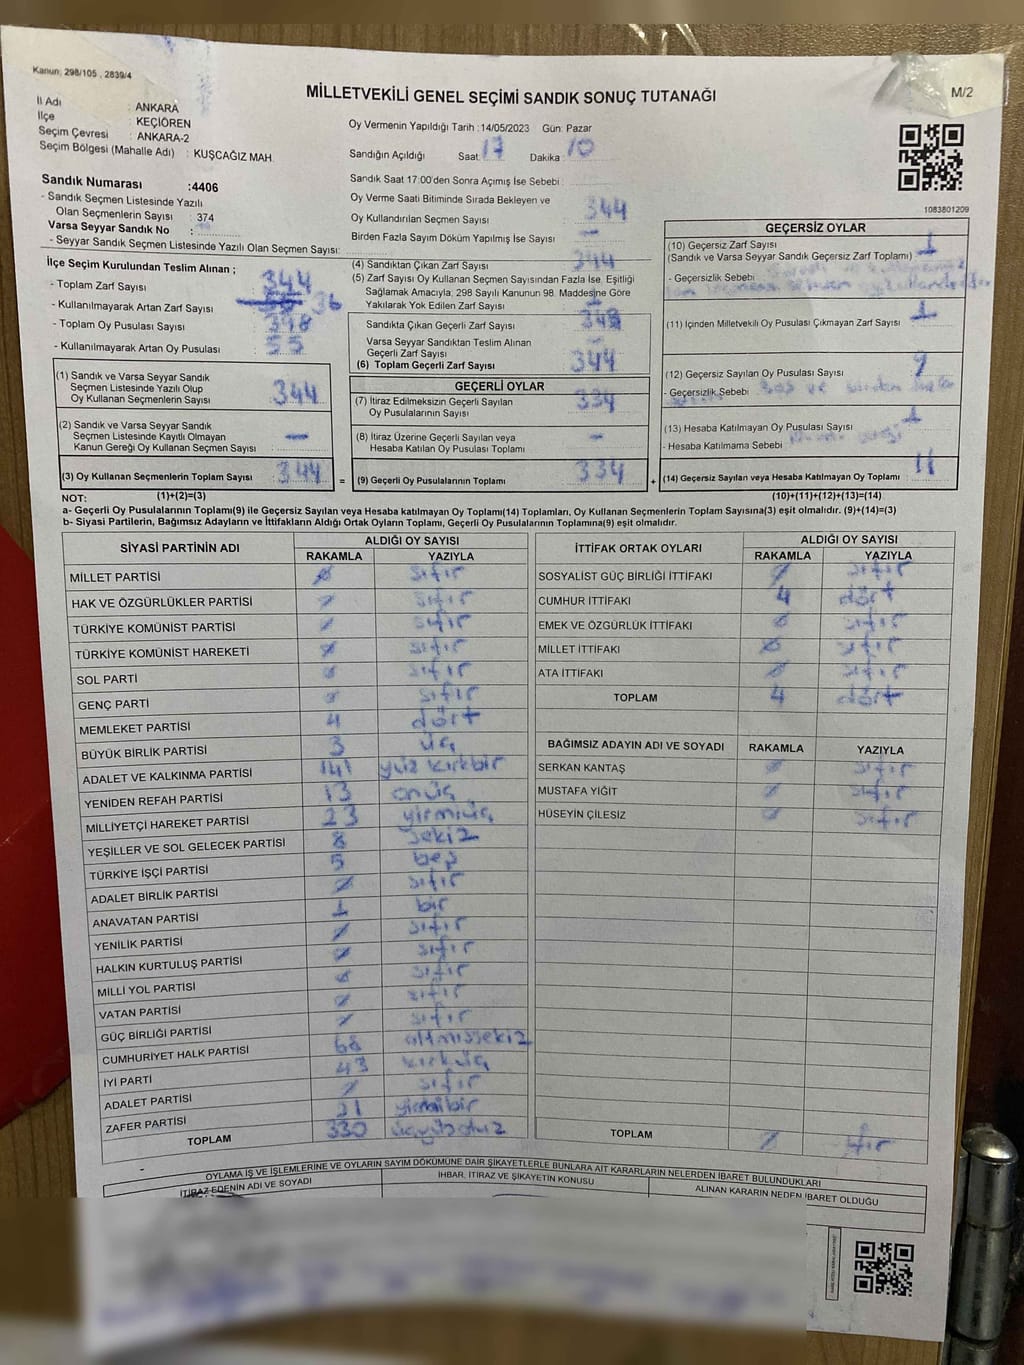 Kanun: 298/105 , 2839/4
M/2
MİLLETVEKİLİ GENEL SEÇİMİ SANDIK SONUÇ TUTANAĞI
İl Adı : ANKARA
İlçe : KEÇİÖREN
Seçim Çevresi : ANKARA-2
Seçim Bölgesi (Mahalle Adı) : KUŞCAĞIZ MAH.
Oy Vermenin Yapıldığı Tarih :14/05/2023 Gün: Pazar
Sandığın Açıldığı Saat: 17 Dakika : 10
Sandık Saat 17:00'den Sonra Açımış İse Sebebi :
1083801209
Sandık Numarası :4406
- Sandık Seçmen Listesinde Yazılı
Olan Seçmenlerin Sayısı : 374
Varsa Seyyar Sandık No :
- Seyyar Sandık Seçmen Listesinde Yazılı Olan Seçmen Sayısı:
Oy Verme Saati Bitiminde Sırada Bekleyen ve
Oy Kullandırılan Seçmen Sayısı : 344
Birden Fazla Sayım Döküm Yapılmış İse Sayısı : -
İlçe Seçim Kurulundan Teslim Alınan ;
- Toplam Zarf Sayısı : 344
- Kullanılmayarak Artan Zarf Sayısı : 36
- Toplam Oy Pusulası Sayısı : 398
- Kullanılmayarak Artan Oy Pusulası : 55
(4) Sandıktan Çıkan Zarf Sayısı : 344
(5) Zarf Sayısı Oy Kullanan Seçmen Sayısından Fazla İse, Eşitliği
Sağlamak Amacıyla, 298 Sayılı Kanunun 98. Maddesine Göre
Yakılarak Yok Edilen Zarf Sayısı :
Sandıkta Çıkan Geçerli Zarf Sayısı : 343
Varsa Seyyar Sandıktan Teslim Alınan
Geçerli Zarf Sayısı :
(6) Toplam Geçerli Zarf Sayısı : 344
GEÇERSİZ OYLAR
(10) Geçersiz Zarf Sayısı : 1
(Sandık ve Varsa Seyyar Sandık Geçersiz Zarf Toplamı)
- Geçersizlik Sebebi :
(11) İçinden Milletvekili Oy Pusulası Çıkmayan Zarf Sayısı : 1
(12) Geçersiz Sayılan Oy Pusulası Sayısı :
- Geçersizlik Sebebi :
(13) Hesaba Katılmayan Oy Pusulası Sayısı : 1
- Hesaba Katılmama Sebebi :
(14) Geçersiz Sayılan veya Hesaba Katılmayan Oy Toplamı : 11
(10)+(11)+(12)+(13)=(14)
(1) Sandık ve Varsa Seyyar Sandık
Seçmen Listesinde Yazılı Olup
Oy Kullanan Seçmenlerin Sayısı : 344
(2) Sandık ve Varsa Seyyar Sandık
Seçmen Listesinde Kayıtlı Olmayan
Kanun Gereği Oy Kullanan Seçmen Sayısı : -
(3) Oy Kullanan Seçmenlerin Toplam Sayısı : 344 =
GEÇERLİ OYLAR
(7) İtiraz Edilmeksizin Geçerli Sayılan
Oy Pusulalarının Sayısı : 334
(8) İtiraz Üzerine Geçerli Sayılan veya
Hesaba Katılan Oy Pusulası Toplamı : -
(9) Geçerli Oy Pusulalarının Toplamı : 334 +
NOT: (1)+(2)=(3)
a- Geçerli Oy Pusulalarının Toplamı(9) ile Geçersiz Sayılan veya Hesaba katılmayan Oy Toplamı(14) Toplamları, Oy Kullanan Seçmenlerin Toplam Sayısına(3) eşit olmalıdır. (9)+(14)=(3)
b- Siyasi Partilerin, Bağımsız Adayların ve İttifakların Aldığı Ortak Oyların Toplamı, Geçerli Oy Pusulalarının Toplamına(9) eşit olmalıdır.
SİYASİ PARTİNİN ADI ALDIĞI OY SAYISI
RAKAMLA YAZIYLA
MİLLET PARTİSİ 0 sıfır
HAK VE ÖZGÜRLÜKLER PARTİSİ 0 sıfır
TÜRKİYE KOMÜNİST PARTİSİ 0 sıfır
TÜRKİYE KOMÜNİST HAREKETİ 0 sıfır
SOL PARTİ 0 sıfır
GENÇ PARTİ 0 sıfır
MEMLEKET PARTİSİ 4 dört
BÜYÜK BİRLİK PARTİSİ 3 üç
ADALET VE KALKINMA PARTİSİ 141 yüz kırkbir
YENİDEN REFAH PARTİSİ 13 onüç
MİLLİYETÇİ HAREKET PARTİSİ 23 yirmiüç
YEŞİLLER VE SOL GELECEK PARTİSİ 8 sekiz
TÜRKİYE İŞÇİ PARTİSİ 5 beş
ADALET BİRLİK PARTİSİ 0 sıfır
ANAVATAN PARTİSİ 1 bir
YENİLİK PARTİSİ 0 sıfır
HALKIN KURTULUŞ PARTİSİ 0 sıfır
MİLLİ YOL PARTİSİ 0 sıfır
VATAN PARTİSİ 0 sıfır
GÜÇ BİRLİĞİ PARTİSİ 0 sıfır
CUMHURİYET HALK PARTİSİ 68 altmışsekiz
İYİ PARTİ 43 kırküç
ADALET PARTİSİ 0 sıfır
ZAFER PARTİSİ 21 yirmibir
TOPLAM 330 üçyüzotuz
İTTİFAK ORTAK OYLARI ALDIĞI OY SAYISI
RAKAMLA YAZIYLA
SOSYALİST GÜÇ BİRLİĞİ İTTİFAKI 0 sıfır
CUMHUR İTTİFAKI 4 dört
EMEK VE ÖZGÜRLÜK İTTİFAKI 0 sıfır
MİLLET İTTİFAKI 0 sıfır
ATA İTTİFAKI 0 sıfır
TOPLAM 4 dört
BAĞIMSIZ ADAYIN ADI VE SOYADI RAKAMLA YAZIYLA
SERKAN KANTAŞ 0 sıfır
MUSTAFA YİĞİT 0 sıfır
HÜSEYİN ÇİLESİZ 0 sıfır
TOPLAM 0 sıfır
OYLAMA İŞ VE İŞLEMLERİNE VE OYLARIN SAYIM DÖKÜMÜNE DAİR ŞİKAYETLERLE BUNLARA AİT KARARLARIN NELERDEN İBARET BULUNDUKLARI
İTİRAZ EDENİN ADI VE SOYADI İHBAR, İTİRAZ VE ŞİKAYETİN KONUSU ALINAN KARARIN NEDEN İBARET OLDUĞU